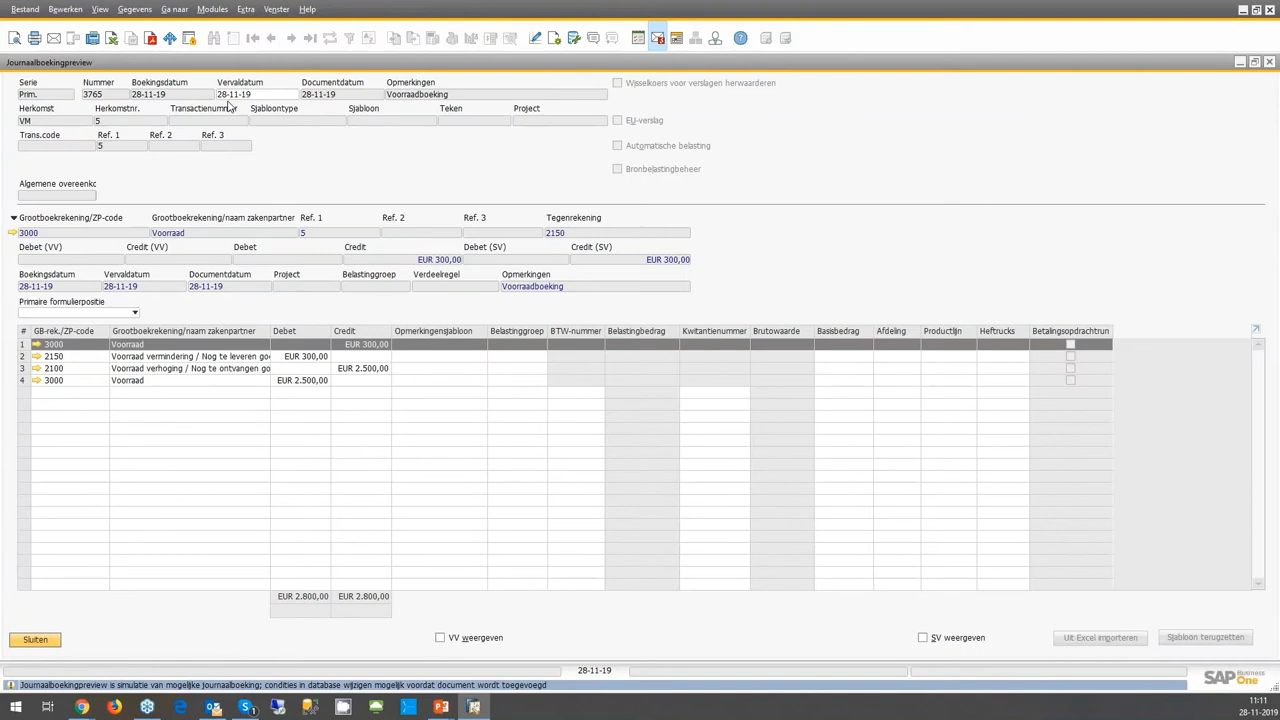 Bestand Bewerken View Gegevens Ga naar Modules Extra Venster Help
Journaalboekingpreview
Serie Nummer Boekingsdatum Vervaldatum Documentdatum Opmerkingen
Prim. 3765 28-11-19 28-11-19 28-11-19 Voorraadboeking
Wisselkoers voor verslagen herwaarderen
Herkomst Herkomstnr. Transactienummer Sjabloontype Sjabloon Teken Project
VM 5
EU-verslag
Trans.code Ref. 1 Ref. 2 Ref. 3
5
Automatische belasting
Bronbelastingbeheer
Algemene overeenkc
Grootboekrekening/ZP-code Grootboekrekening/naam zakenpartner Ref. 1 Ref. 2 Ref. 3 Tegenrekening
3000 Voorraad 5 2150
Debet (VV) Credit (VV) Debet Credit Debet (SV) Credit (SV)
EUR 300,00 EUR 300,00
Boekingsdatum Vervaldatum Documentdatum Project Belastinggroep Verdeelregel Opmerkingen
28-11-19 28-11-19 28-11-19 Voorraadboeking
Primaire formulierpositie
# GB-rek./ZP-code Grootboekrekening/naam zakenpartner Debet Credit Opmerkingensjabloon Belastinggroep BTW-nummer Belastingbedrag Kwitantienummer Brutowaarde Basisbedrag Afdeling Productlijn Heftrucks Betalingsopdrachtrun
1 3000 Voorraad EUR 300,00
2 2150 Voorraad vermindering / Nog te leveren goe EUR 300,00
3 2100 Voorraad verhoging / Nog te ontvangen go EUR 2.500,00
4 3000 Voorraad EUR 2.500,00
EUR 2.800,00 EUR 2.800,00
Sluiten
VV weergeven
SV weergeven
Uit Excel importeren
Sjabloon terugzetten
28-11-19
SAP Business One
Journaalboekingpreview is simulatie van mogelijke journaalboeking; condities in database wijzigen mogelijk voordat document wordt toegevoegd
11:11
28-11-2019